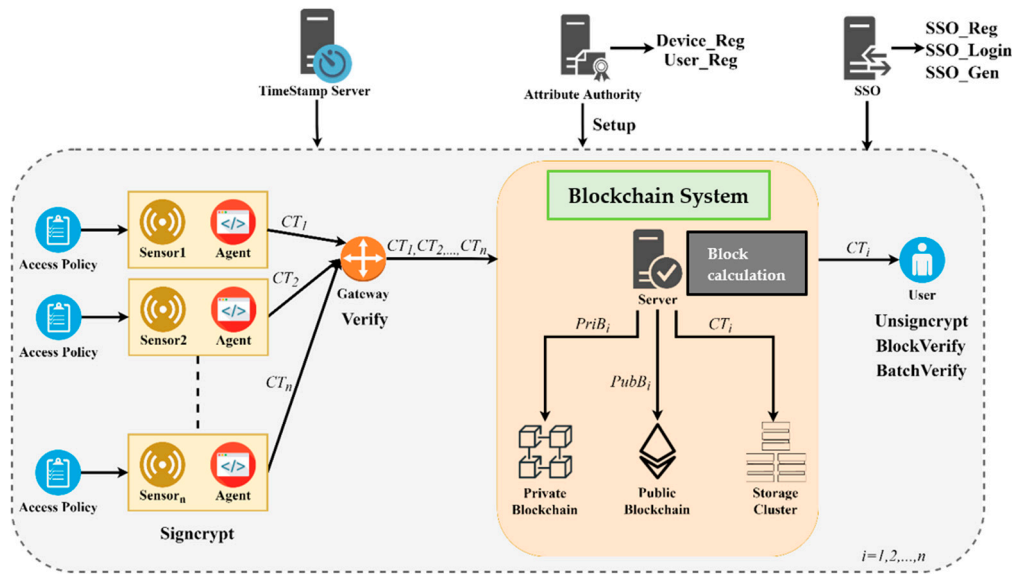 TimeStamp Server
Attribute Authority
Device_Reg
User_Reg
SSO
SSO_Reg
SSO_Login
SSO_Gen
Setup
Access Policy
Sensor1
Agent
CT1
Access Policy
Sensor2
Agent
CT2
Access Policy
Sensorn
Agent
CTn
Signcrypt
Gateway
Verify
CT1,CT2,...,CTn
Blockchain System
Server
Block
calculation
PriBi
PubBi
CTi
Private
Blockchain
Public
Blockchain
Storage
Cluster
CTi
User
Unsigncrypt
BlockVerify
BatchVerify
i=1,2,...,n